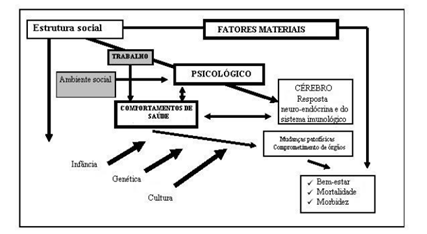 Estrutura social
FATORES MATERIAIS
TRABALHO
Ambiente social
PSICOLÓGICO
COMPORTAMENTOS DE
SAÚDE
CÉREBRO
Resposta
neuro-endócrina e do
sistema imunológico
Mudanças patofísicas
Comprometimento de órgãos
Infância
Genética
Cultura
✓ Bem-estar
✓ Mortalidade
✓ Morbidez